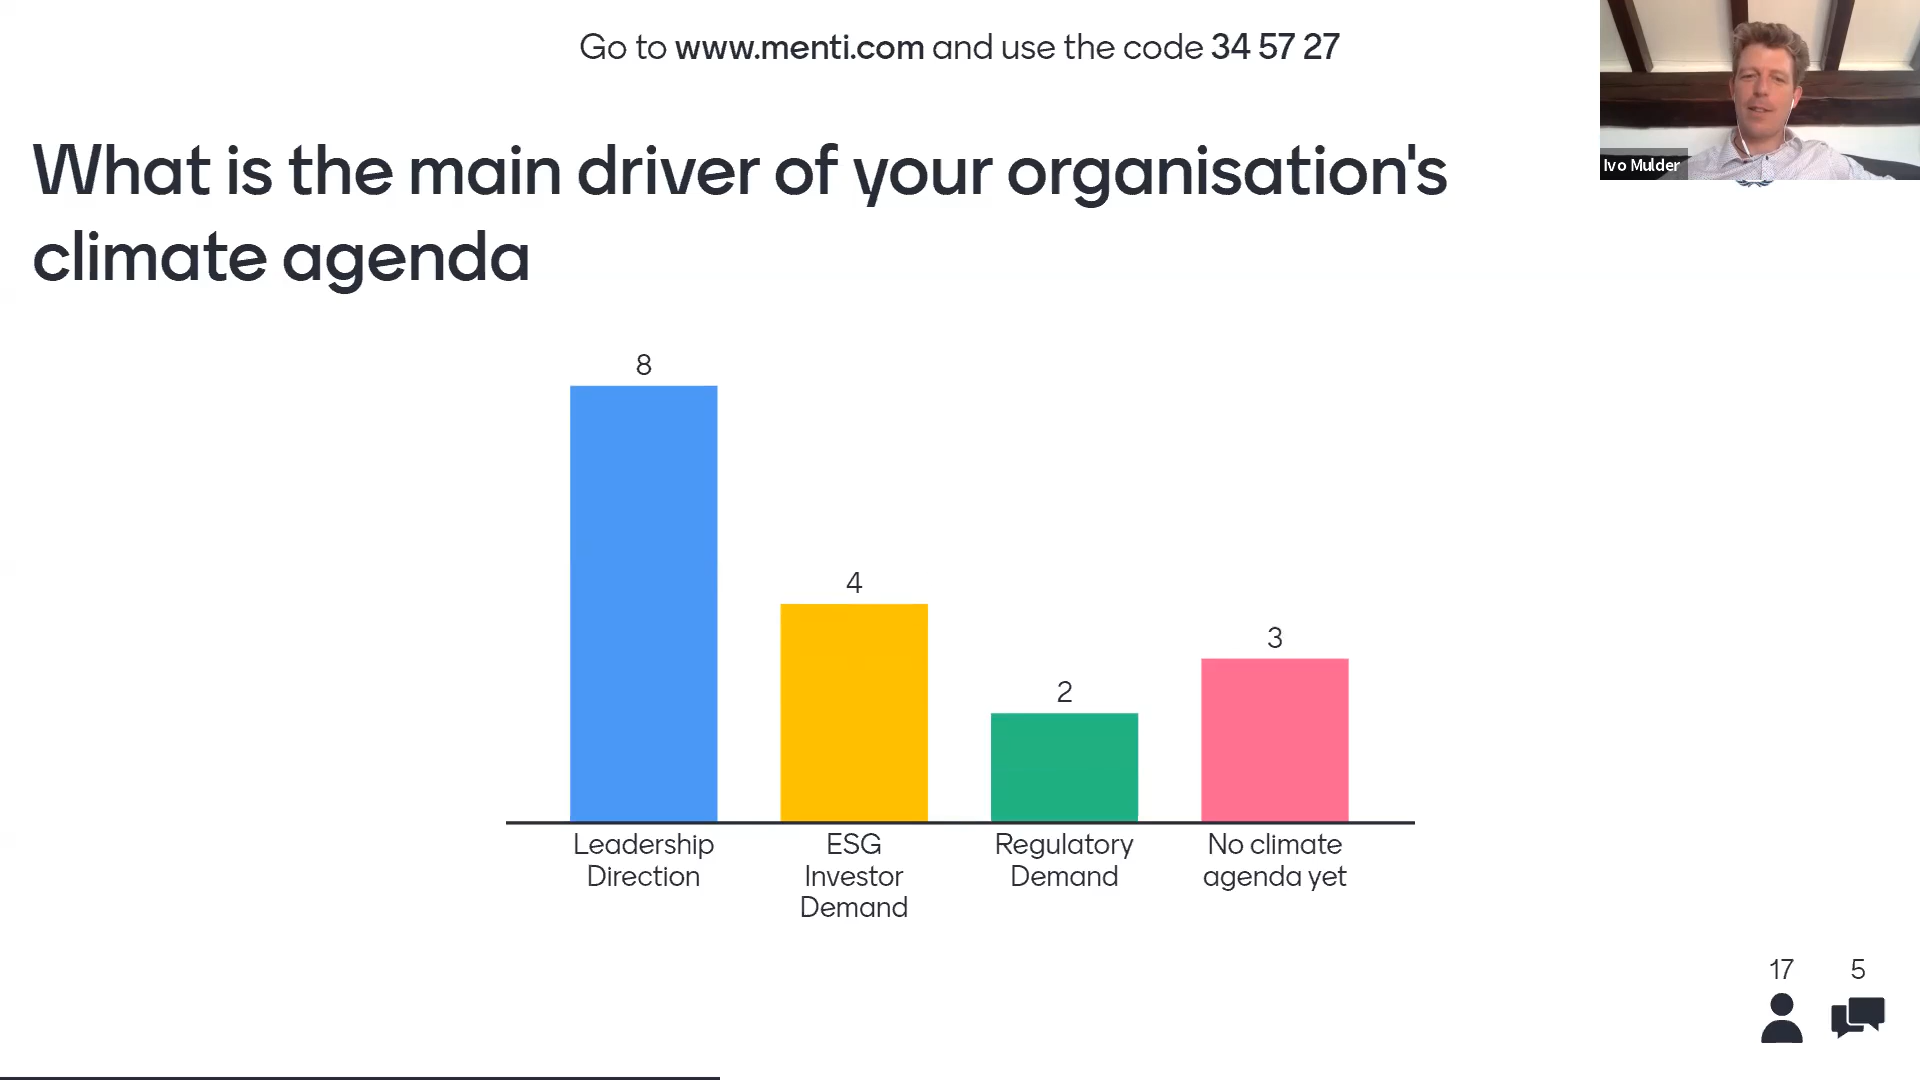 Go to www.menti.com and use the code 34 57 27
Ivo Mulder
What is the main driver of your organisation's
climate agenda
8
4
2
3
Leadership
Direction
ESG
Investor
Demand
Regulatory
Demand
No climate
agenda yet
17
5